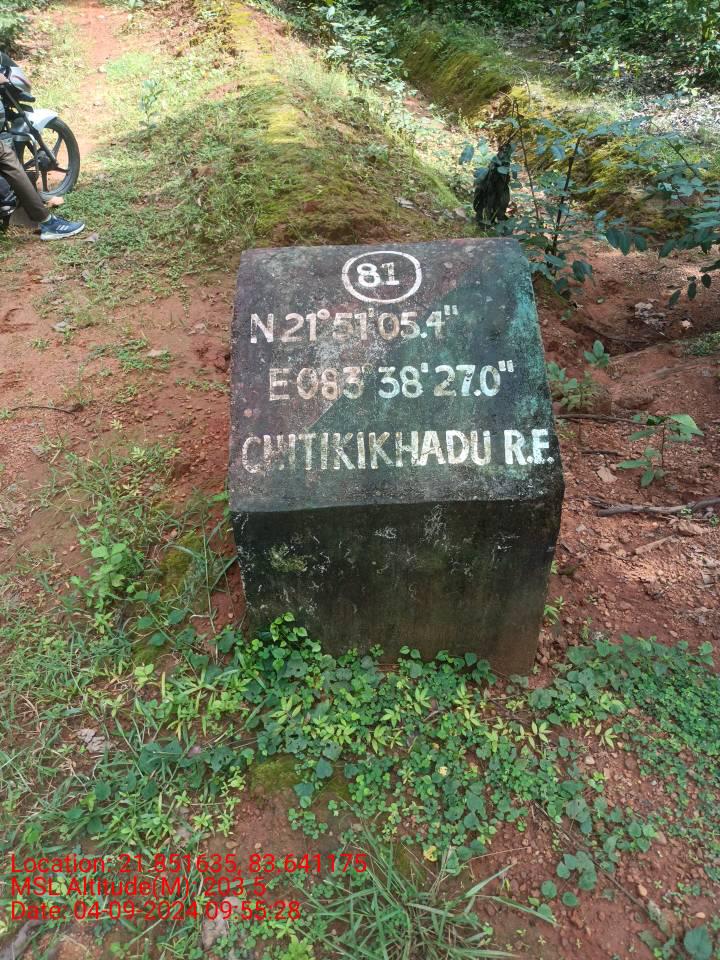 81
N 21° 51' 05.4"
E 083° 38' 27.0"
CHITIKIKHADU R.F.
Location: 21.851635, 83.641175
MSL Altitude(M) :203.5
Date: 04-09-2024 09:55:28